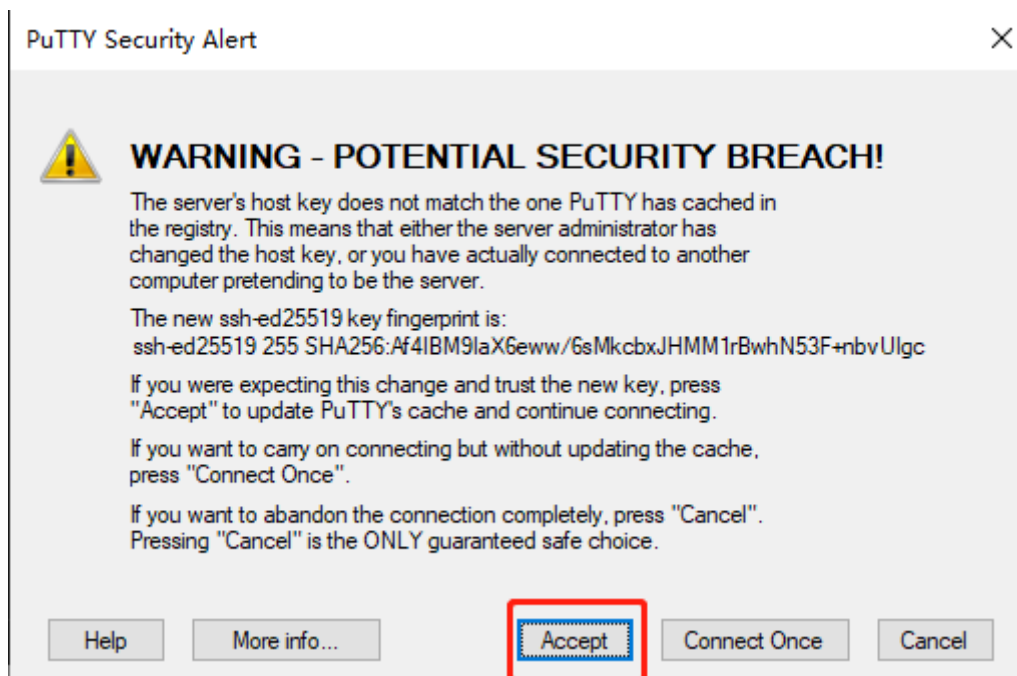 PuTTY Security Alert
WARNING - POTENTIAL SECURITY BREACH!
The server's host key does not match the one PuTTY has cached in
the registry. This means that either the server administrator has
changed the host key, or you have actually connected to another
computer pretending to be the server.
The new ssh-ed25519 key fingerprint is:
ssh-ed25519 255 SHA256:Af4IBM9IaX6eww/6sMkcbxJHMM1rBwhN53F+nbvUIgc
If you were expecting this change and trust the new key, press
"Accept" to update PuTTY's cache and continue connecting.
If you want to carry on connecting but without updating the cache,
press "Connect Once".
If you want to abandon the connection completely, press "Cancel".
Pressing "Cancel" is the ONLY guaranteed safe choice.
Help More info... Accept Connect Once Cancel